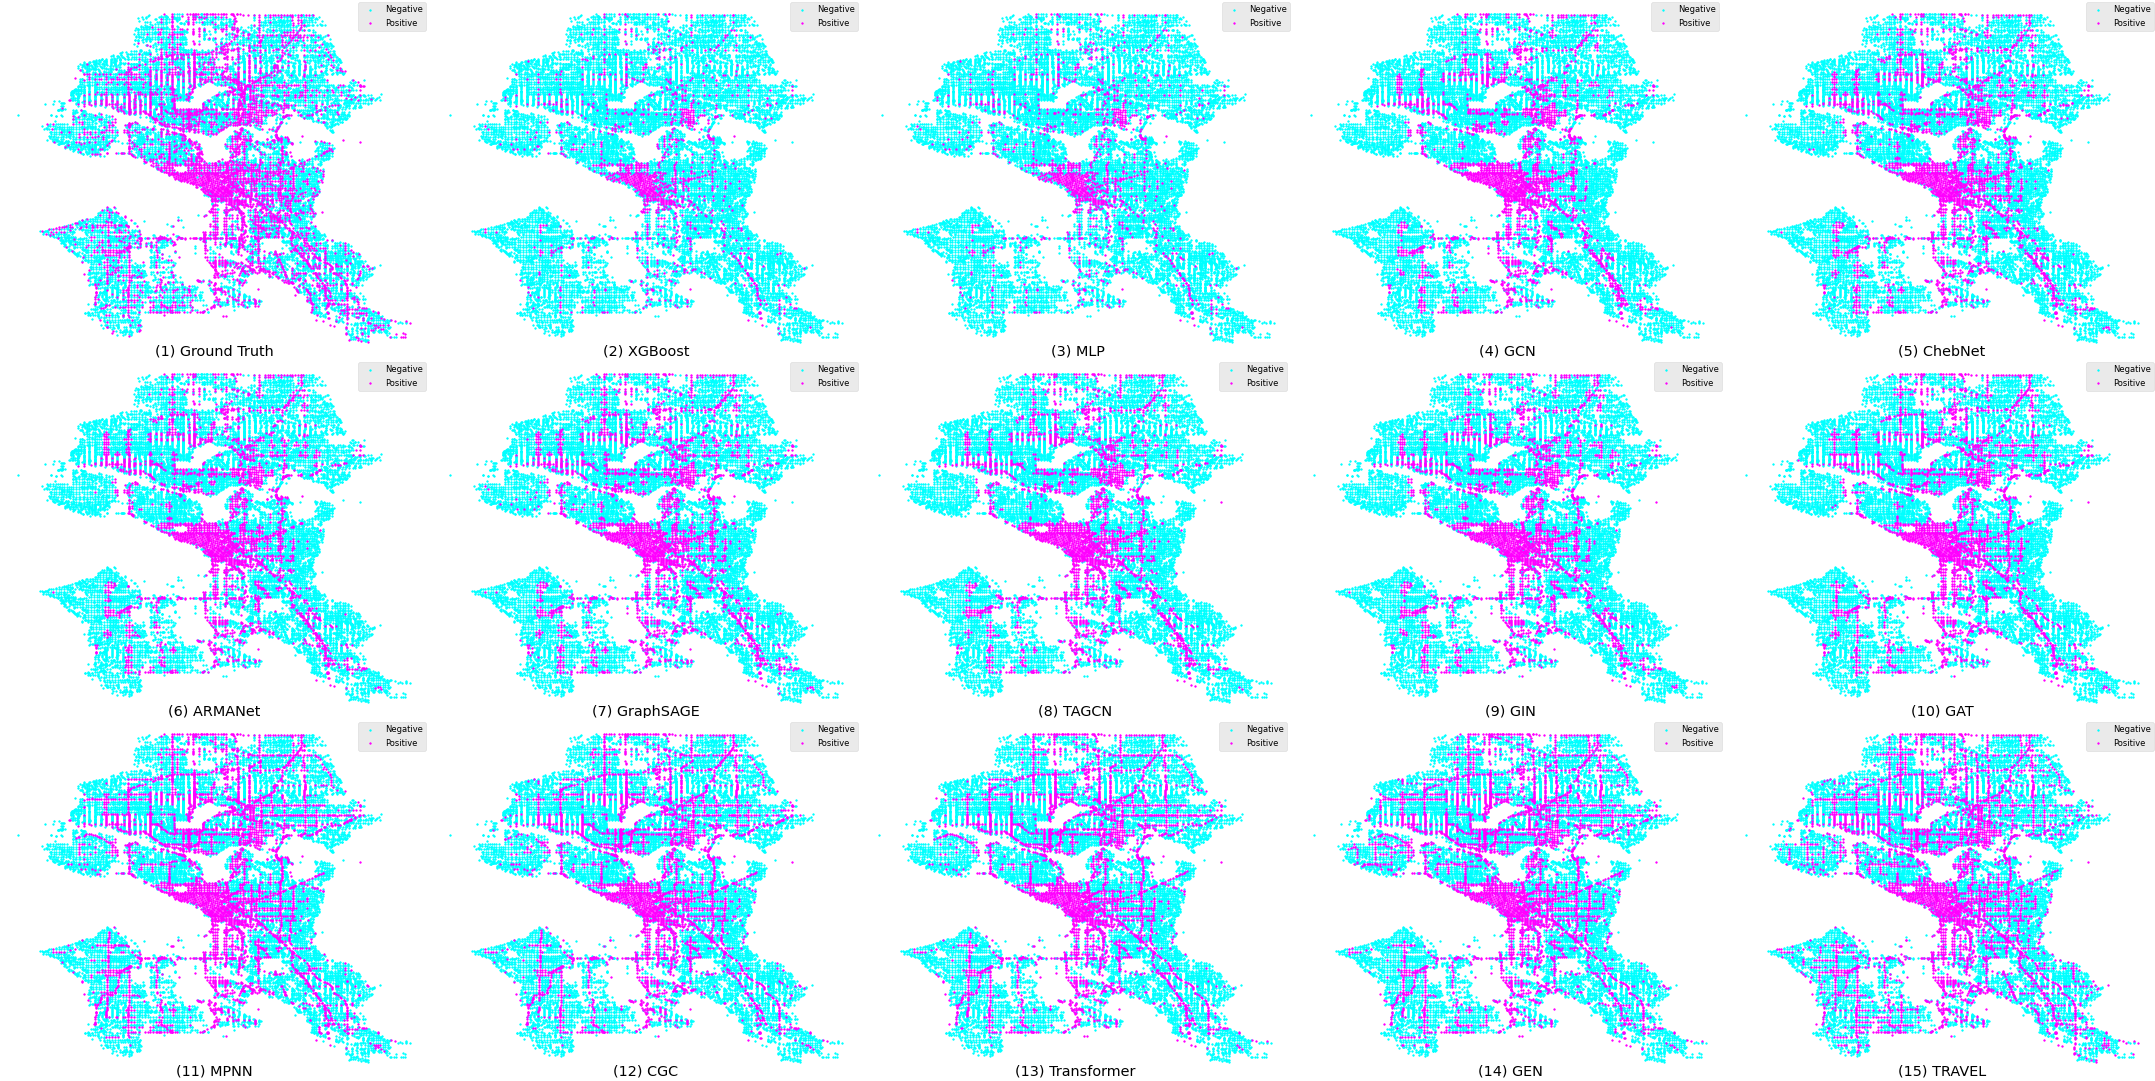 Negative
Positive
Negative
Positive
Negative
Positive
Negative
Positive
Negative
Positive
(1) Ground Truth
(2) XGBoost
(3) MLP
(4) GCN
(5) ChebNet
Negative
Positive
Negative
Positive
Negative
Positive
Negative
Positive
Negative
Positive
(6) ARMANet
(7) GraphSAGE
(8) TAGCN
(9) GIN
(10) GAT
Negative
Positive
Negative
Positive
Negative
Positive
Negative
Positive
Negative
Positive
(11) MPNN
(12) CGC
(13) Transformer
(14) GEN
(15) TRAVEL